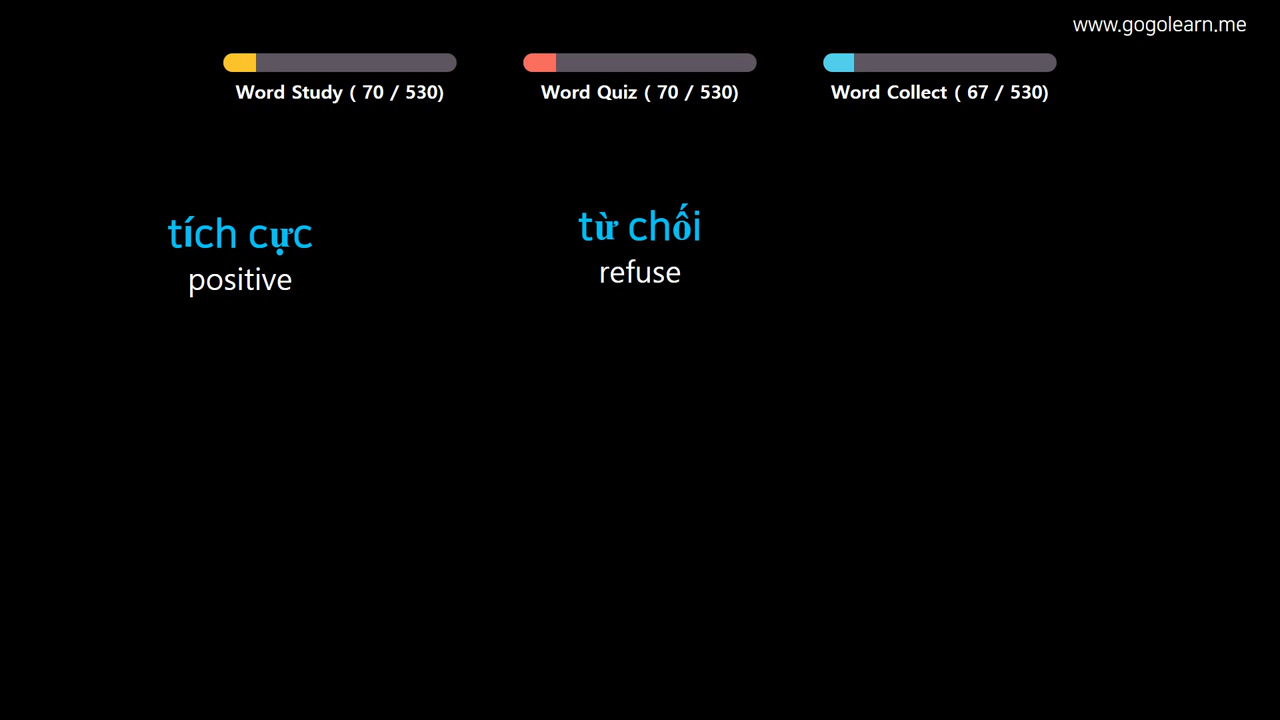 www.gogolearn.me
Word Study ( 70 / 530)
Word Quiz ( 70 / 530)
Word Collect ( 67 / 530)
tích cực
positive
từ chối
refuse